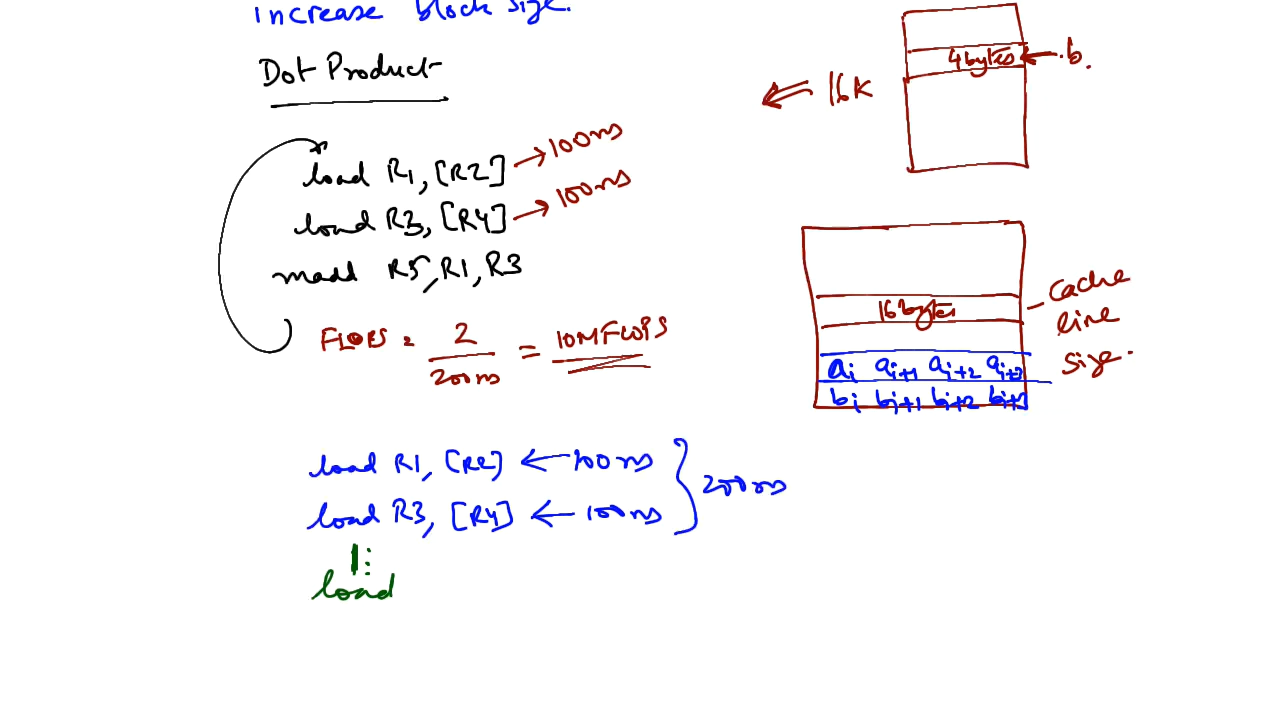 Increase block size.
Dot Product
load R1, [R2] → 100ns
load R3, [R4] → 100ns
madd R5, R1, R3
FLOPS = 2 / 200ns = 10MFLOPS
load R1, [R2] ← 100ns
load R3, [R4] ← 100ns
200ns
load
4bytes ← b.
⇐ 16K
16bytes
Cache
line
size.
ai ai+1 ai+2 ai+3
bi bi+1 bi+2 bi+3